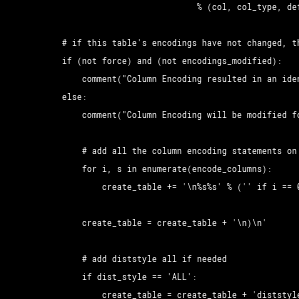 % (col, col_type, de
# if this table's encodings have not changed, t
if (not force) and (not encodings_modified):
comment("Column Encoding resulted in an ide
else:
comment("Column Encoding will be modified f
# add all the column encoding statements on
for i, s in enumerate(encode_columns):
create_table += '\n%s%s' % ('' if i ==
create_table = create_table + '\n)\n'
# add diststyle all if needed
if dist_style == 'ALL':
create_table = create_table + 'diststyle